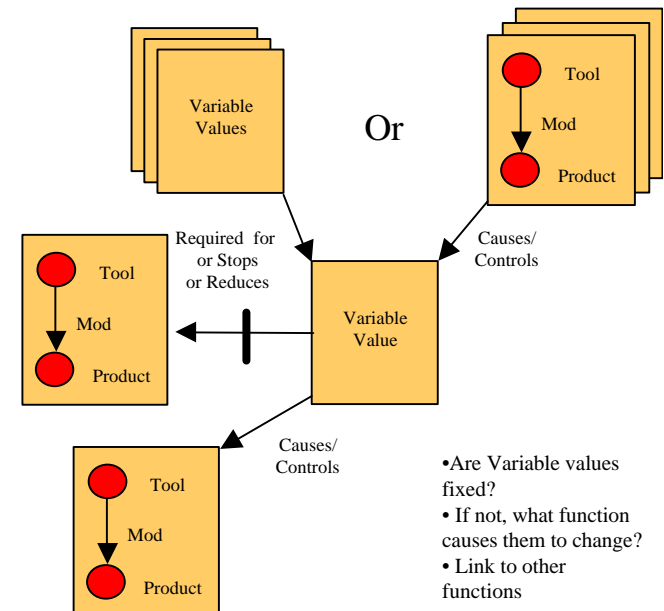 Variable
Values
Or
Tool
Mod
Product
Required for
or Stops
or Reduces
Causes/
Controls
Tool
Mod
Product
Variable
Value
Causes/
Controls
Tool
Mod
Product
•Are Variable values
fixed?
• If not, what function
causes them to change?
• Link to other
functions